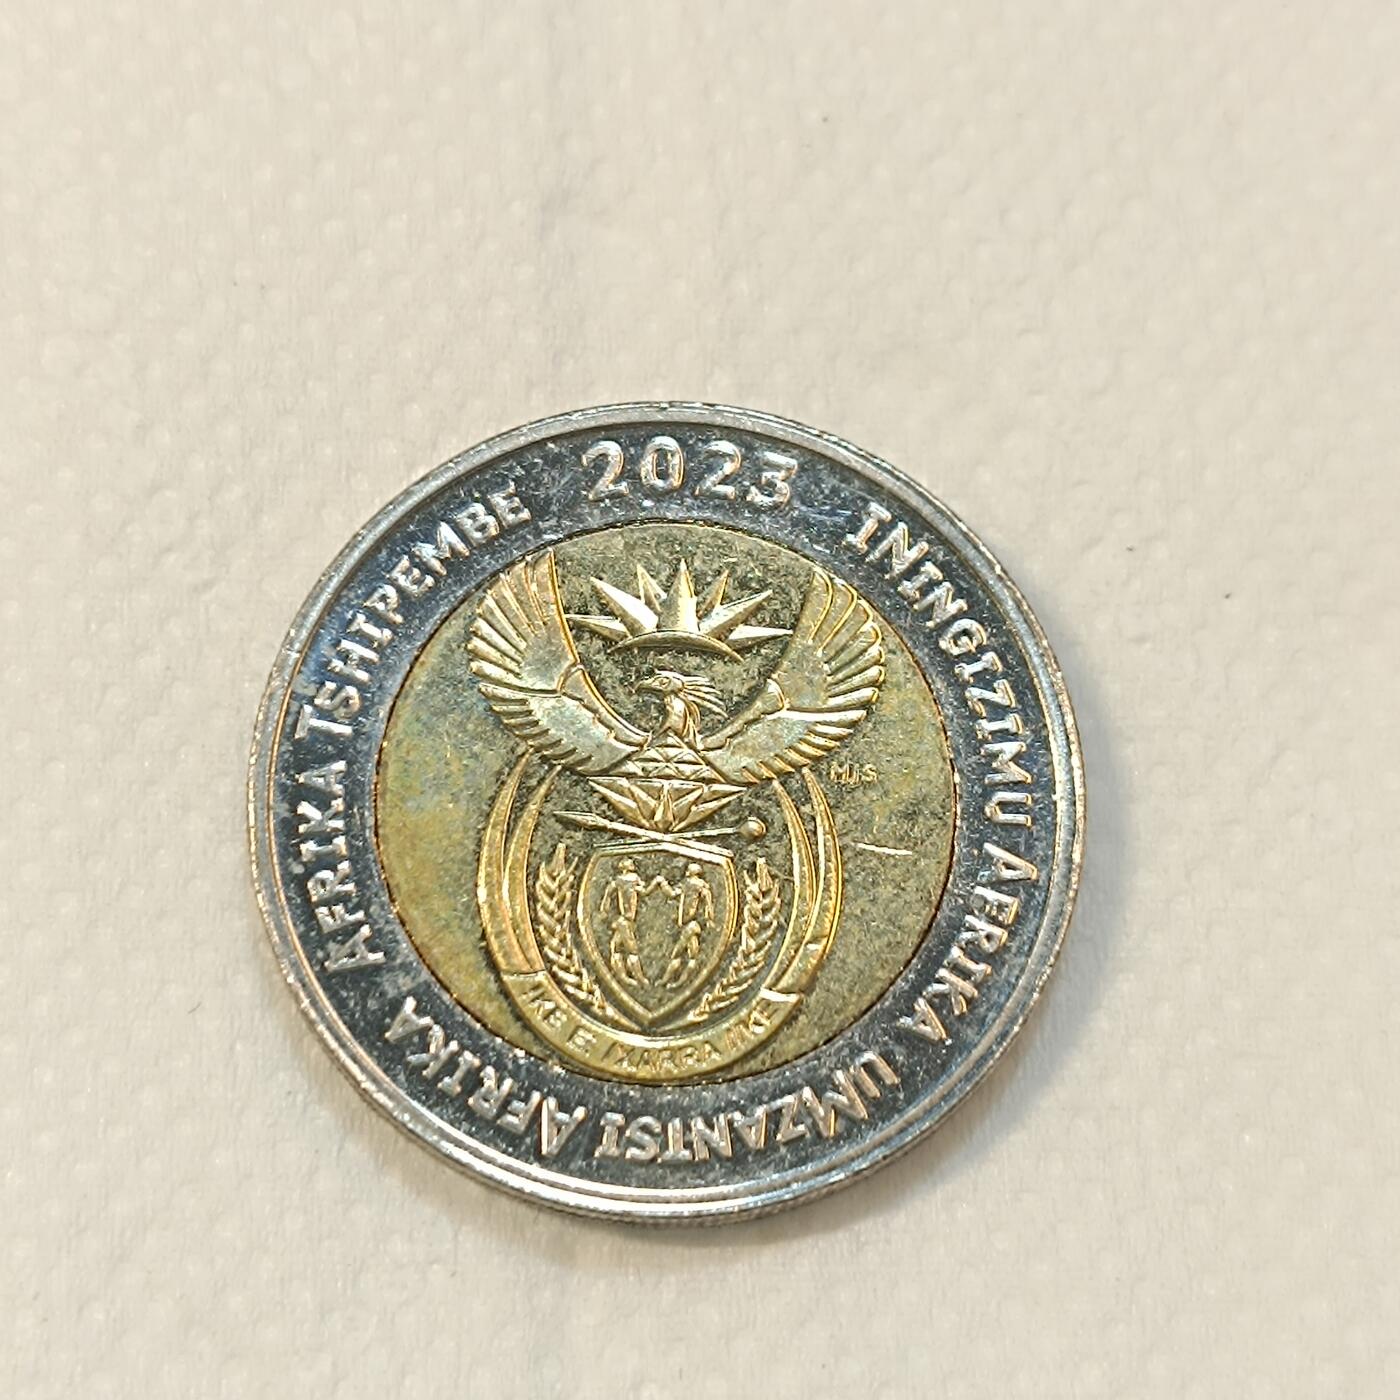 2023
ININGIZIMU AFRIKA
UMZANTSI AFRIKA
AFRIKA TSHIPEMBE
MJS
!KE E: /XARRA //KE